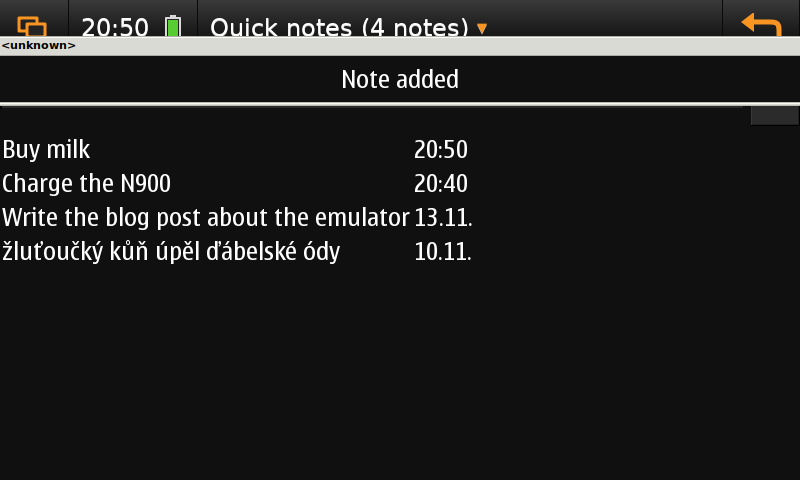 20:50
Quick notes (4 notes)
<unknown>
Note added
Buy milk 20:50
Charge the N900 20:40
Write the blog post about the emulator 13.11.
žluťoučký kůň úpěl ďábelské ódy 10.11.